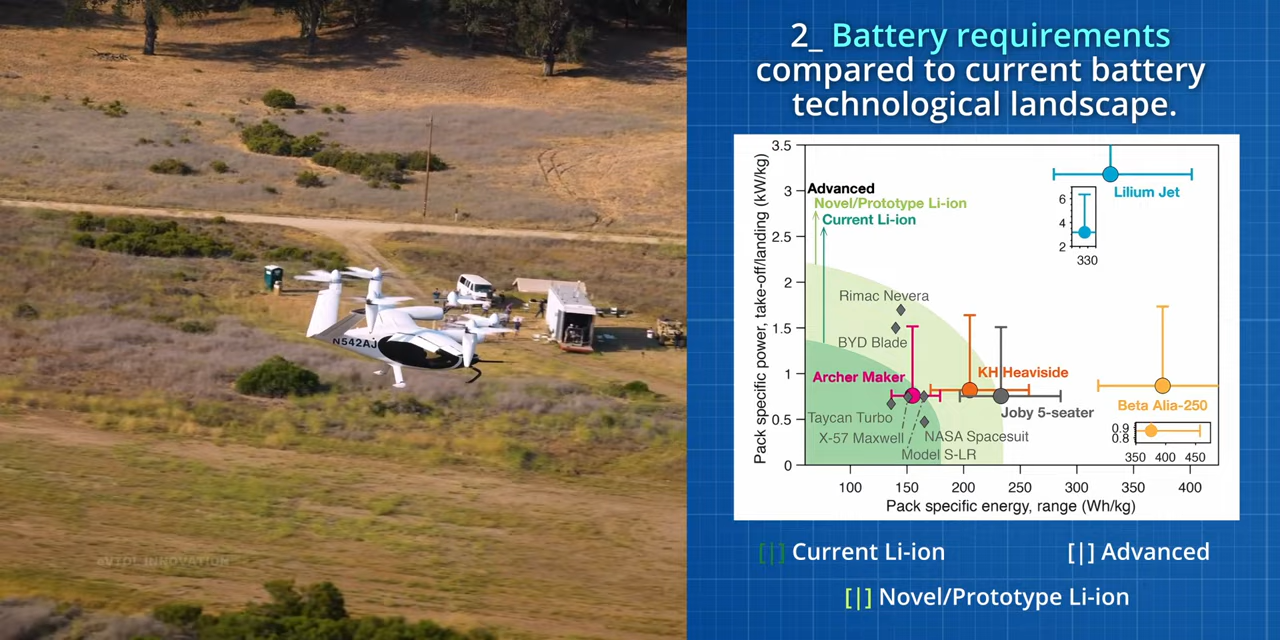 2_ Battery requirements
compared to current battery
technological landscape.
N542AJ
eVTOL INNOVATION
Pack specific power, take-off/landing (kW/kg)
3.5
3
2.5
2
1.5
1
0.5
0
Advanced
Novel/Prototype Li-ion
Current Li-ion
Lilium Jet
6
4
2
330
Rimac Nevera
BYD Blade
Archer Maker
KH Heaviside
Joby 5-seater
Beta Alia-250
Taycan Turbo
X-57 Maxwell
NASA Spacesuit
Model S-LR
0.9
0.8
350 400 450
100 150 200 250 300 350 400
Pack specific energy, range (Wh/kg)
[|] Current Li-ion
[|] Advanced
[|] Novel/Prototype Li-ion